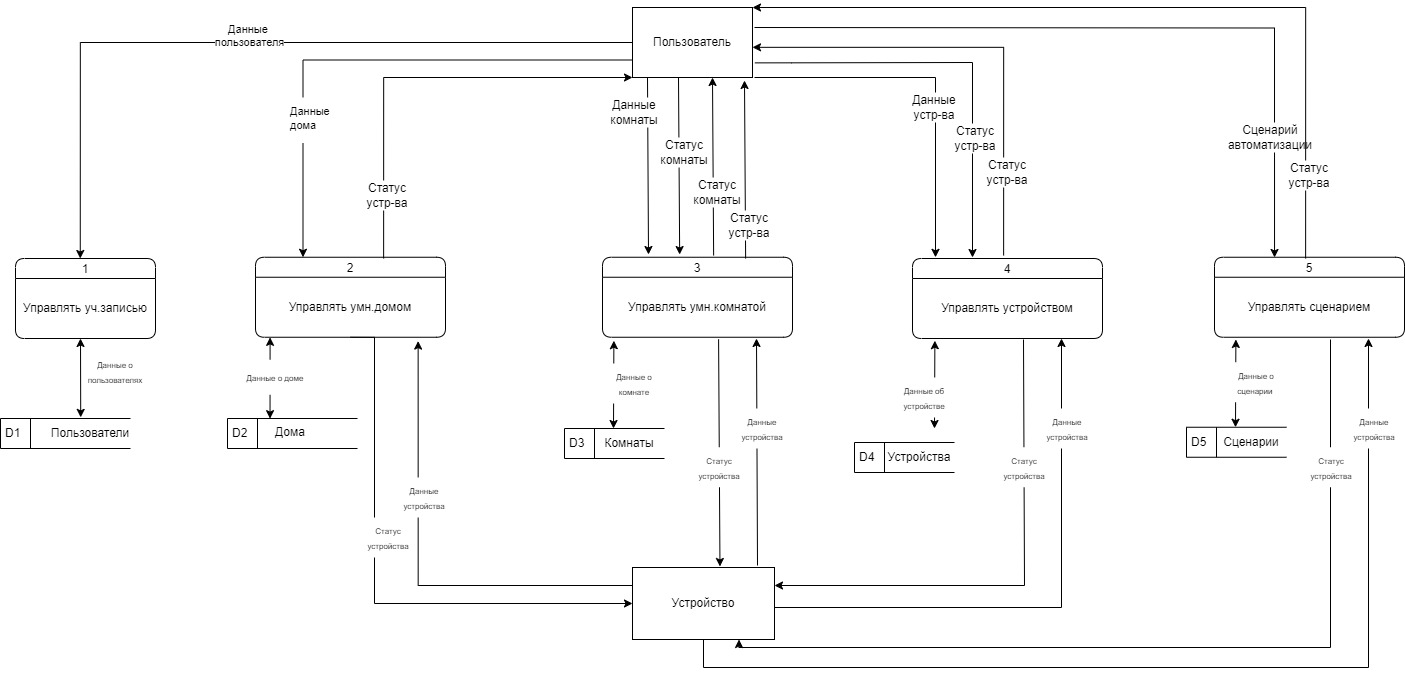 Пользователь
Данные
пользователя
Данные
дома
Статус
устр-ва
Данные
комнаты
Статус
комнаты
Статус
комнаты
Статус
устр-ва
Данные
устр-ва
Статус
устр-ва
Статус
устр-ва
Сценарий
автоматизации
Статус
устр-ва
1
Управлять уч.записью
2
Управлять умн.домом
3
Управлять умн.комнатой
4
Управлять устройством
5
Управлять сценарием
Данные о
пользователях
Данные о доме
Данные о
комнате
Данные об
устройстве
Данные о
сценарии
D1 Пользователи
D2 Дома
D3 Комнаты
D4 Устройства
D5 Сценарии
Данные
устройства
Статус
устройства
Данные
устройства
Статус
устройства
Данные
устройства
Статус
устройства
Данные
устройства
Статус
устройства
Устройство